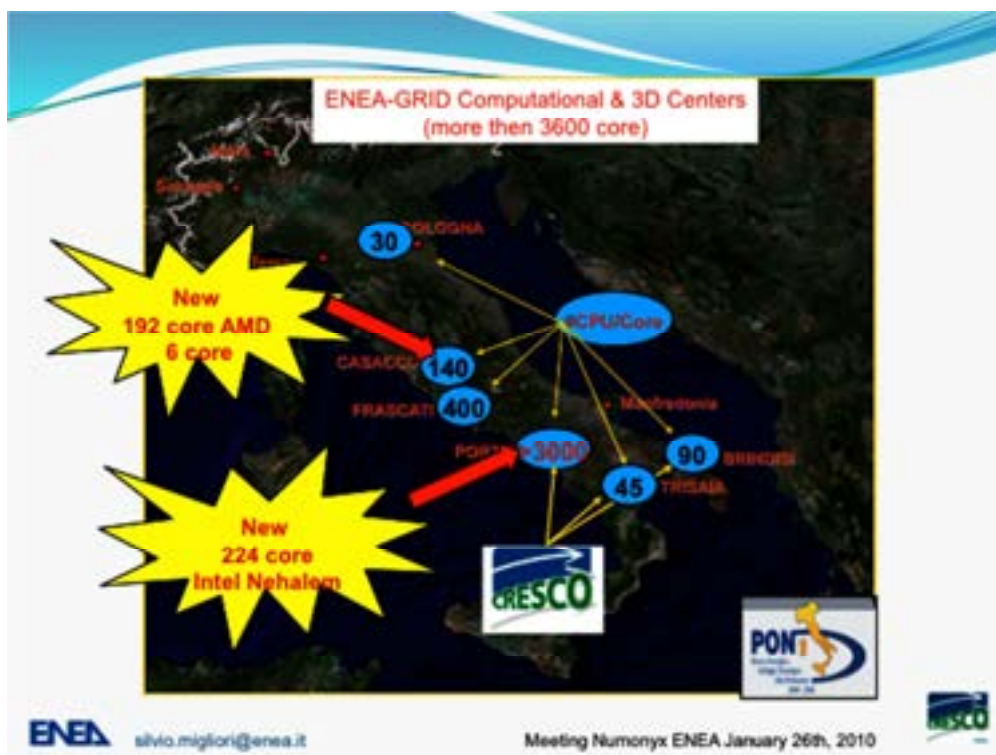 ENEA-GRID Computational & 3D Centers
(more then 3600 core)
30
BOLOGNA
New
192 core AMD
6 core
#CPU/Core
140
FRASCATI
400
Manfredonia
>3000
90
BRINDISI
45
TRISAIA
New
224 core
Intel Nehalem
CRESCO
PON
ENEA
silvio.migliori@enea.it
Meeting Numonyx ENEA January 26th, 2010
CRESCO